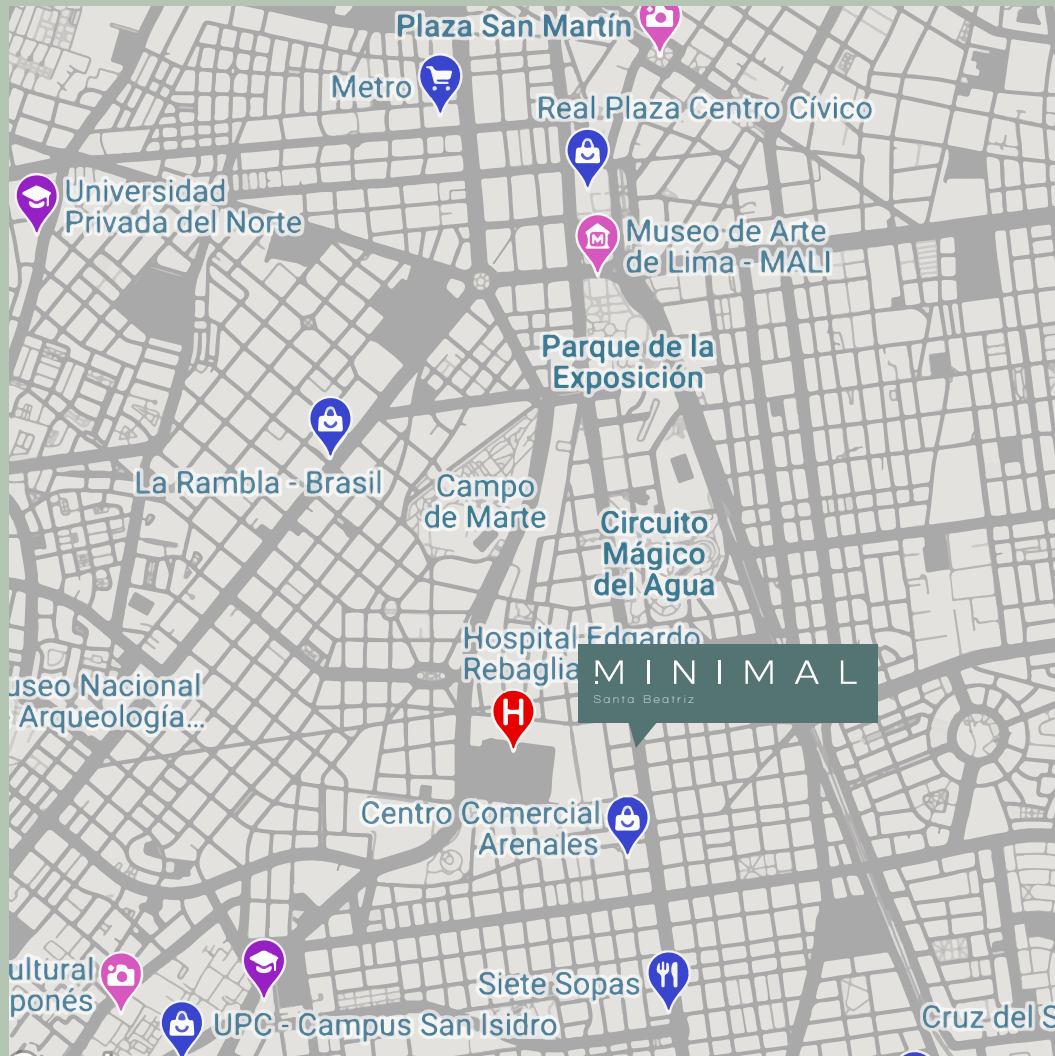 Plaza San Martín
Metro
Real Plaza Centro Cívico
Universidad
Privada del Norte
Museo de Arte
de Lima - MALI
M
Parque de la
Exposición
La Rambla - Brasil
Campo
de Marte
Circuito
Mágico
del Agua
Hospital Edgardo
Rebaglia
MINIMAL
Santa Beatriz
useo Nacional
Arqueología...
H
Centro Comercial
Arenales
ultural
ponés
Siete Sopas
UPC - Campus San Isidro
Cruz del S